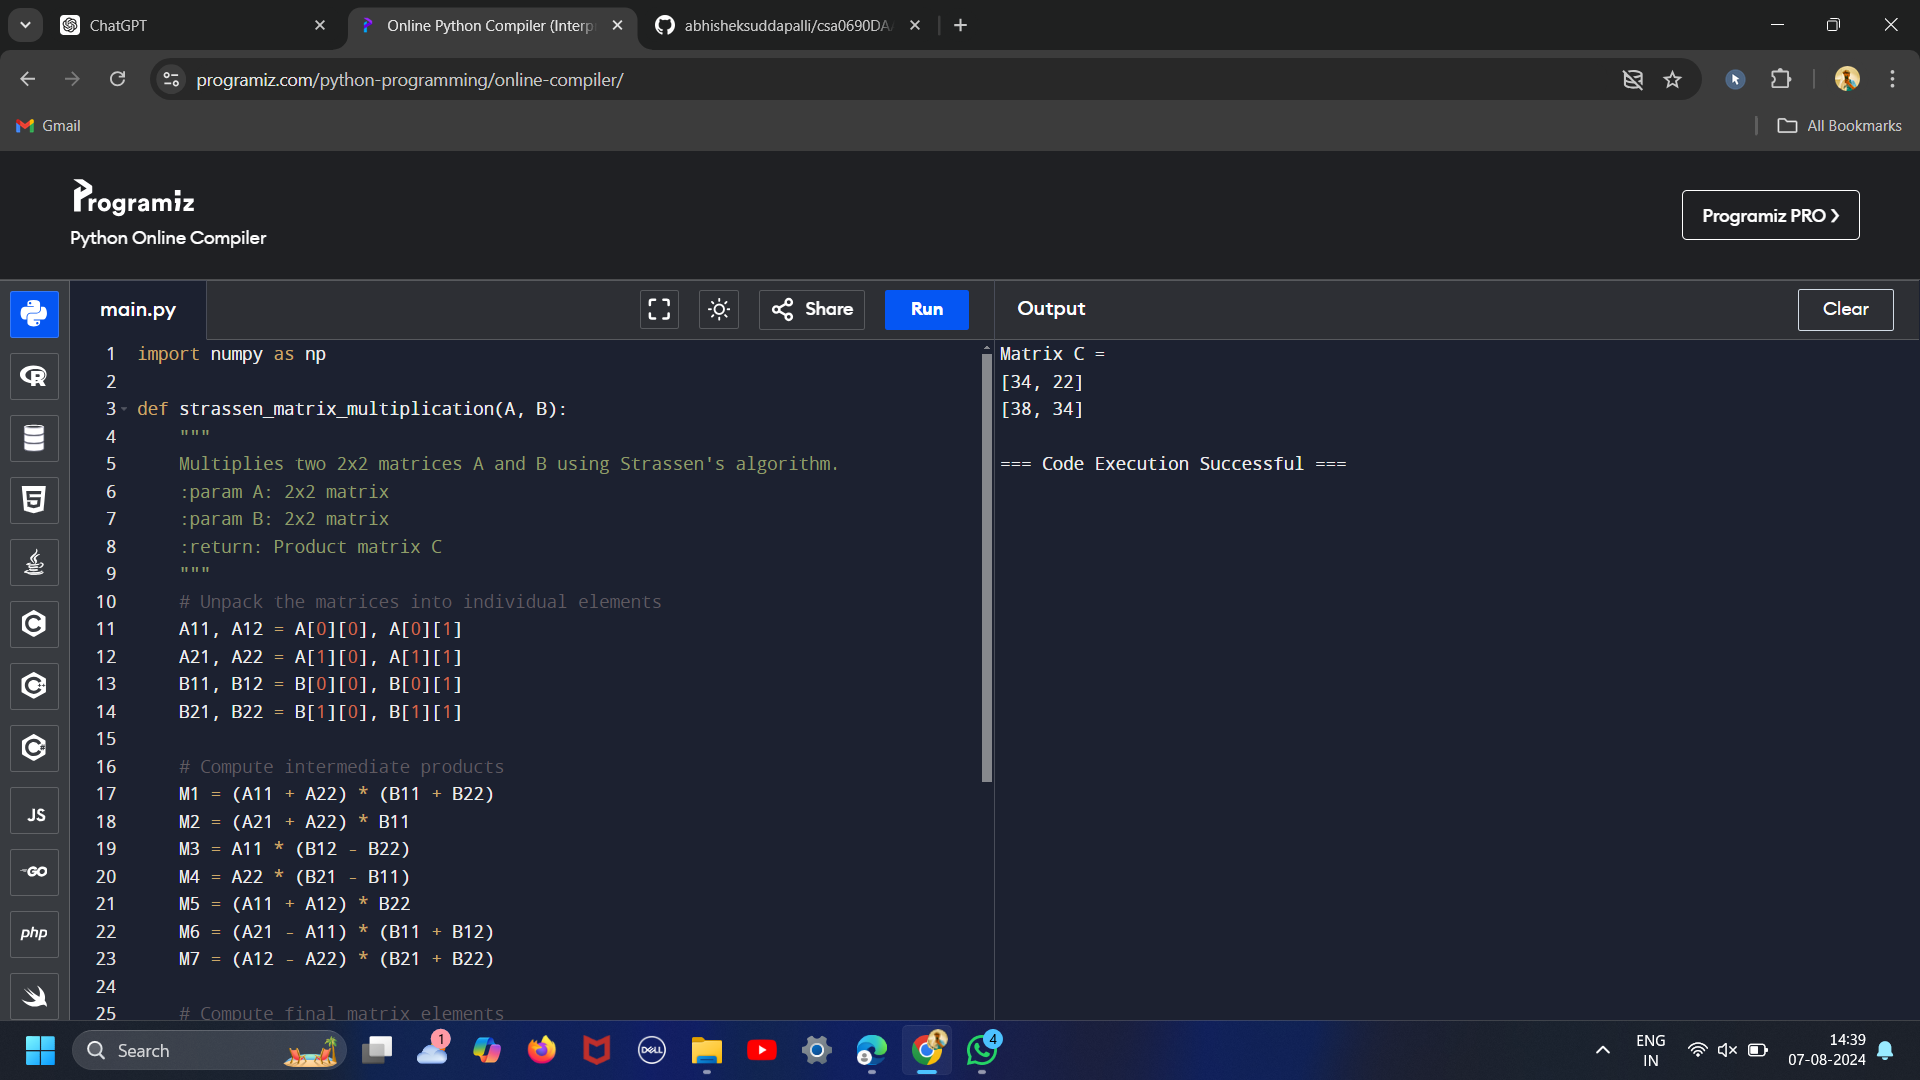 ChatGPT
Online Python Compiler (Interp
abhisheksuddapalli/csa0690DA
programiz.com/python-programming/online-compiler/
Gmail
All Bookmarks
Programiz
Python Online Compiler
Programiz PRO ❯
main.py
Share
Run
Output
Clear
1 import numpy as np
2
3 def strassen_matrix_multiplication(A, B):
4 """
5 Multiplies two 2x2 matrices A and B using Strassen's algorithm.
6 :param A: 2x2 matrix
7 :param B: 2x2 matrix
8 :return: Product matrix C
9 """
10 # Unpack the matrices into individual elements
11 A11, A12 = A[0][0], A[0][1]
12 A21, A22 = A[1][0], A[1][1]
13 B11, B12 = B[0][0], B[0][1]
14 B21, B22 = B[1][0], B[1][1]
15
16 # Compute intermediate products
17 M1 = (A11 + A22) * (B11 + B22)
18 M2 = (A21 + A22) * B11
19 M3 = A11 * (B12 - B22)
20 M4 = A22 * (B21 - B11)
21 M5 = (A11 + A12) * B22
22 M6 = (A21 - A11) * (B11 + B12)
23 M7 = (A12 - A22) * (B21 + B22)
24
25 # Compute final matrix elements
Matrix C =
[34, 22]
[38, 34]
=== Code Execution Successful ===
R
5
C
C
C
JS
GO
php
Search
1
DELL
4
ENG
IN
14:39
07-08-2024